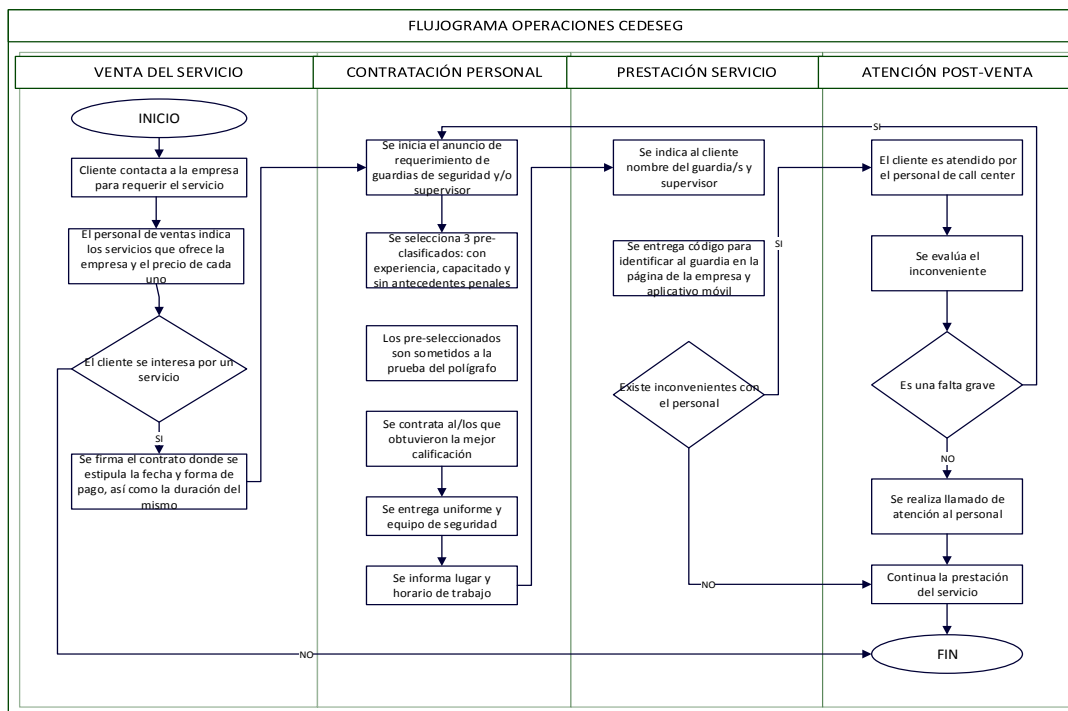 FLUJOGRAMA OPERACIONES CEDESEG
VENTA DEL SERVICIO
CONTRATACIÓN PERSONAL
PRESTACIÓN SERVICIO
ATENCIÓN POST-VENTA
INICIO
Cliente contacta a la empresa
para requerir el servicio
El personal de ventas indica
los servicios que ofrece la
empresa y el precio de cada
uno
El cliente se interesa por un
servicio
SI
Se firma el contrato donde se
estipula la fecha y forma de
pago, así como la duración del
mismo
NO
Se inicia el anuncio de
requerimiento de
guardias de seguridad y/o
supervisor
Se selecciona 3 pre-
clasificados: con
experiencia, capacitado y
sin antecedentes penales
Los pre-seleccionados
son sometidos a la
prueba del polígrafo
Se contrata al/los que
obtuvieron la mejor
calificación
Se entrega uniforme y
equipo de seguridad
Se informa lugar y
horario de trabajo
Se indica al cliente
nombre del guardia/s y
supervisor
Se entrega código para
identificar al guardia en la
página de la empresa y
aplicativo móvil
Existe inconvenientes con
el personal
SI
NO
SI
El cliente es atendido por
el personal de call center
Se evalúa el
inconveniente
Es una falta grave
NO
Se realiza llamado de
atención al personal
Continua la prestación
del servicio
FIN